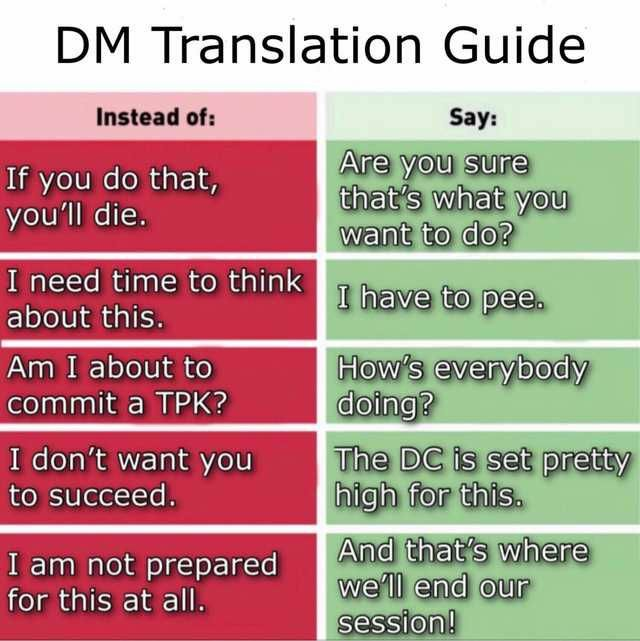 DM Translation Guide
Instead of:
Say:
If you do that,
you'll die.
Are you sure
that's what you
want to do?
I need time to think
about this.
I have to pee.
Am I about to
commit a TPK?
How's everybody
doing?
I don't want you
to succeed.
The DC is set pretty
high for this.
I am not prepared
for this at all.
And that's where
we'll end our
session!